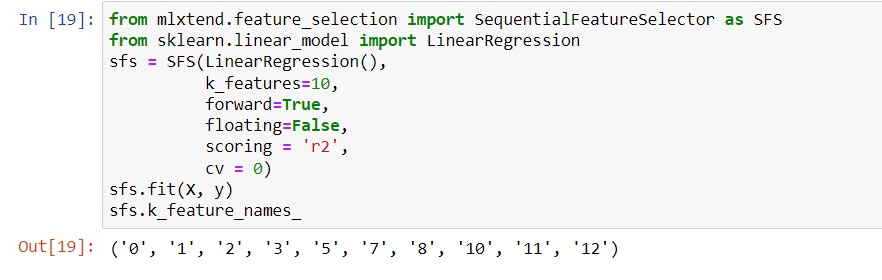 In [19]: from mlxtend.feature_selection import SequentialFeatureSelector as SFS
from sklearn.linear_model import LinearRegression
sfs = SFS(LinearRegression(),
          k_features=10,
          forward=True,
          floating=False,
          scoring = 'r2',
          cv = 0)
sfs.fit(X, y)
sfs.k_feature_names_
Out[19]: ('0', '1', '2', '3', '5', '7', '8', '10', '11', '12')